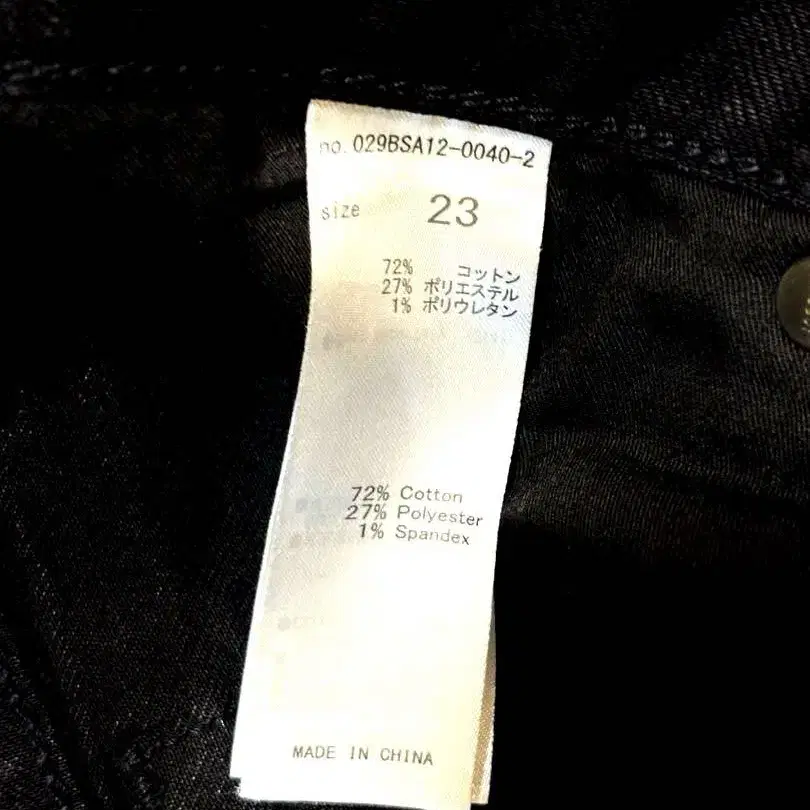 no. 029BSA12-0040-2
size 23
72% コットン
27% ポリエステル
1% ポリウレタン
72% Cotton
27% Polyester
1% Spandex
MADE IN CHINA